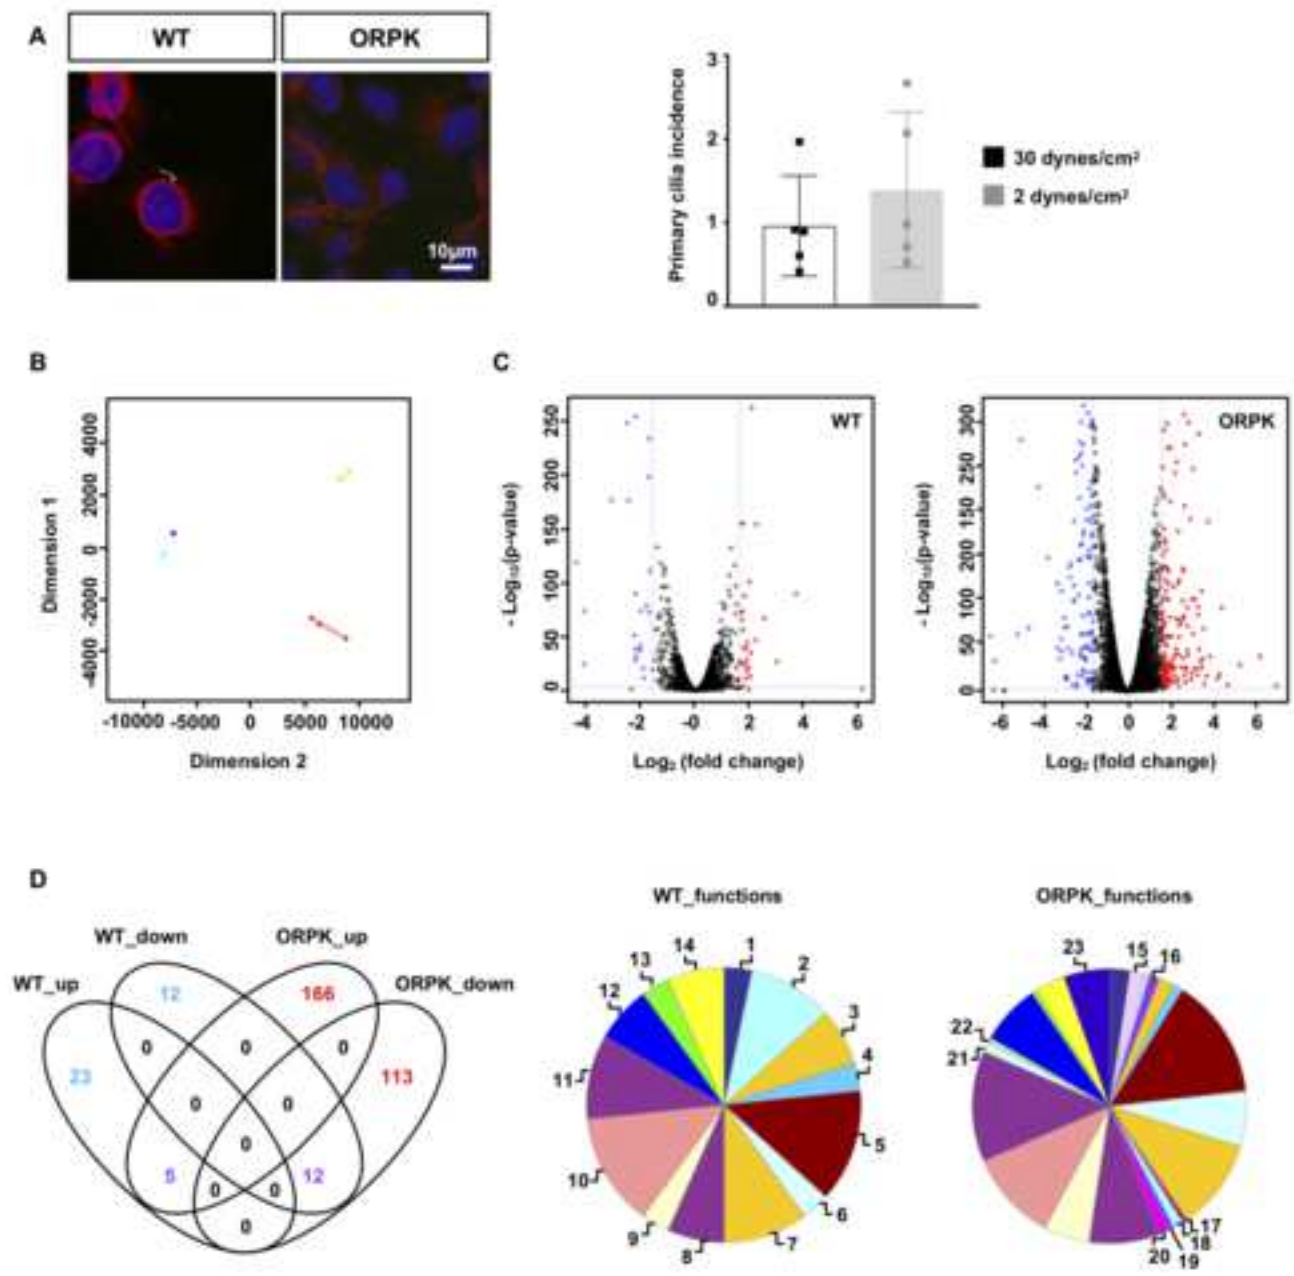 A
WT
ORPK
10µm
Primary cilia incidence
3
2
1
0
30 dynes/cm²
2 dynes/cm²
B
Dimension 1
4000
2000
0
-2000
-4000
-10000 -5000 0 5000 10000
Dimension 2
C
- Log₁₀(p-value)
250
200
150
100
50
0
WT
-4 -2 -0 2 4 6
Log₂ (fold change)
- Log₁₀(p-value)
300
250
150
200
100
50
0
ORPK
-6 -4 -2 0 2 4 6
Log₂ (fold change)
D
WT_down
ORPK_up
WT_up
ORPK_down
12
166
0
0
0
23
113
0
0
0
5
12
0
0
0
WT_functions
1
2
3
4
5
6
7
8
9
10
11
12
13
14
ORPK_functions
23
15
16
22
21
17
18
19
20